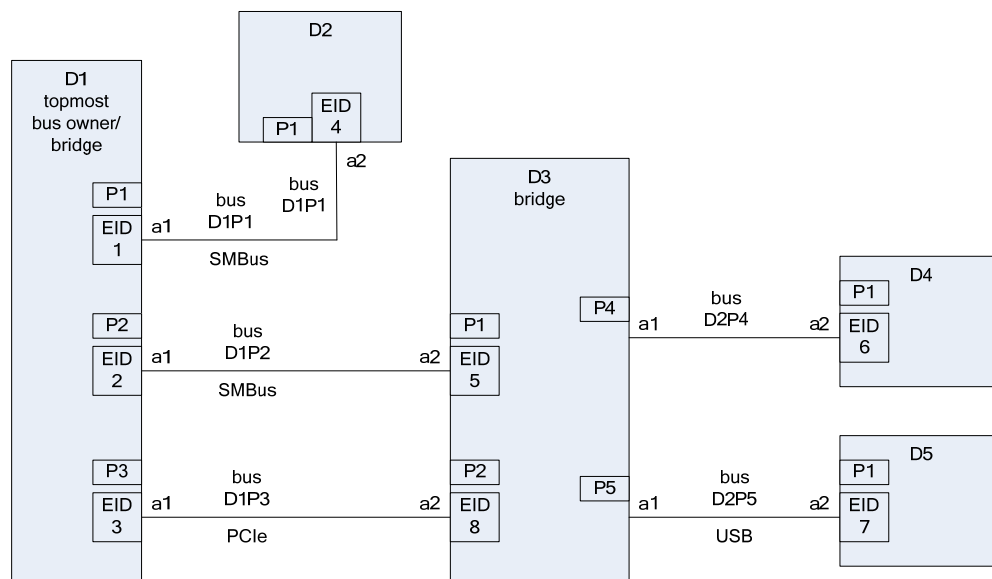 D1
topmost
bus owner/
bridge
P1
EID
1
a1
bus
D1P1
SMBus
bus
D1P1
a2
D2
P1
EID
4
P2
EID
2
a1
bus
D1P2
SMBus
a2
P3
EID
3
a1
bus
D1P3
PCIe
a2
D3
bridge
P1
EID
5
P2
EID
8
P4
a1
bus
D2P4
a2
P5
a1
bus
D2P5
USB
a2
D4
P1
EID
6
D5
P1
EID
7